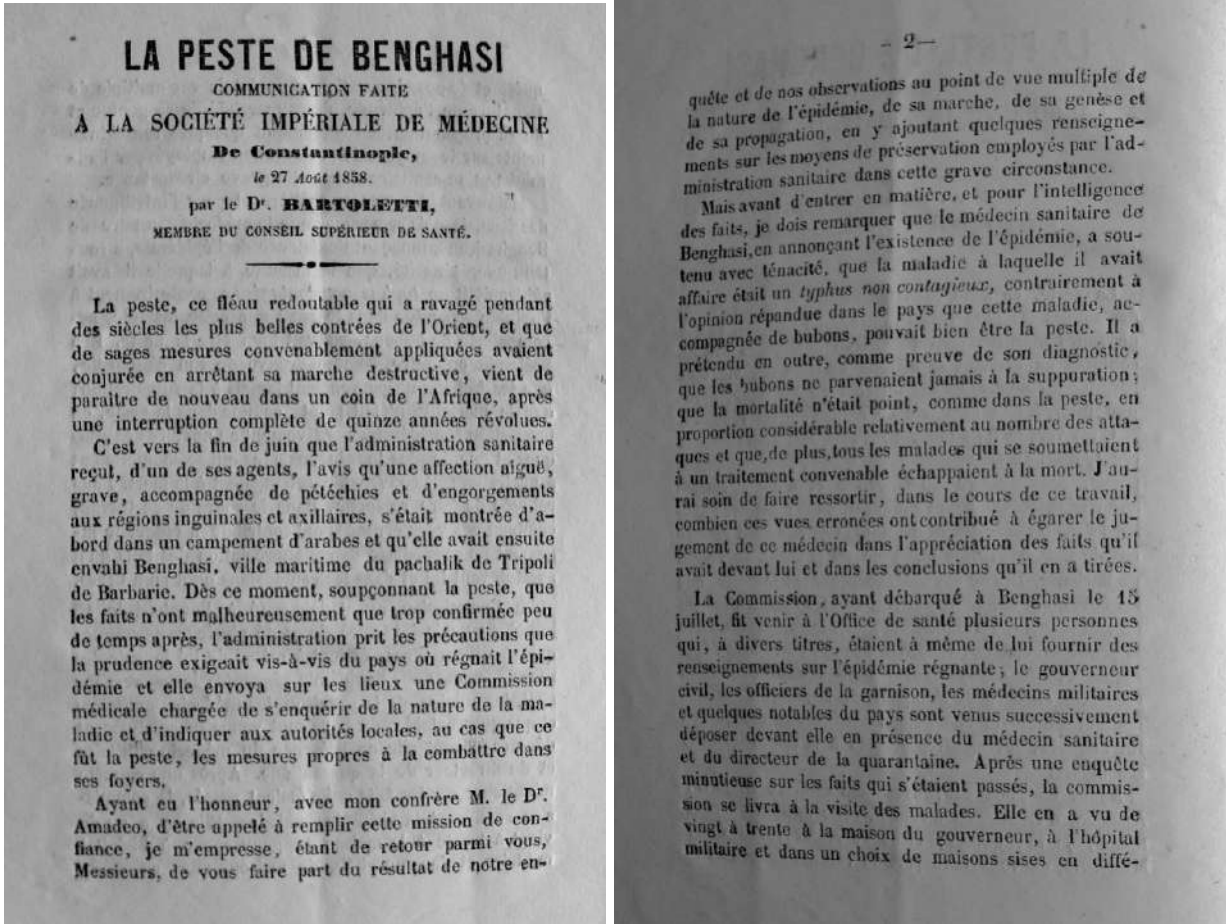 LA PESTE DE BENGHASI
COMMUNICATION FAITE
A LA SOCIÉTÉ IMPÉRIALE DE MÉDECINE
De Constantinople,
le 27 Août 1858.
par le Dr. BARTOLETTI,
MEMBRE DU CONSEIL SUPÉRIEUR DE SANTÉ.
La peste, ce fléau redoutable qui a ravagé pendant
des siècles les plus belles contrées de l'Orient, et que
de sages mesures convenablement appliquées avaient
conjurée en arrêtant sa marche destructive, vient de
paraître de nouveau dans un coin de l'Afrique, après
une interruption complète de quinze années révolues.
C'est vers la fin de juin que l'administration sanitaire
reçut, d'un de ses agents, l'avis qu'une affection aiguë,
grave, accompagnée de pétéchies et d'engorgements
aux régions inguinales et axillaires, s'était montrée d'a-
bord dans un campement d'arabes et qu'elle avait ensuite
envahi Benghasi, ville maritime du pachalik de Tripoli
de Barbarie. Dès ce moment, soupçonnant la peste, que
les faits n'ont malheureusement que trop confirmée peu
de temps après, l'administration prit les précautions que
la prudence exigeait vis-à-vis du pays où régnait l'épi-
démie et elle envoya sur les lieux une Commission
médicale chargée de s'enquérir de la nature de la ma-
ladie et d'indiquer aux autorités locales, au cas que ce
fût la peste, les mesures propres à la combattre dans
ses foyers.
Ayant eu l'honneur, avec mon confrère M. le Dr.
Amadeo, d'être appelé à remplir cette mission de con-
fiance, je m'empresse, étant de retour parmi vous,
Messieurs, de vous faire part du résultat de notre en-
- 2 —
quête et de nos observations au point de vue multiple de
la nature de l'épidémie, de sa marche, de sa genèse et
de sa propagation, en y ajoutant quelques renseigne-
ments sur les moyens de préservation employés par l'ad-
ministration sanitaire dans cette grave circonstance.
Mais avant d'entrer en matière, et pour l'intelligence
des faits, je dois remarquer que le médecin sanitaire de
Benghasi, en annonçant l'existence de l'épidémie, a sou-
tenu avec ténacité, que la maladie à laquelle il avait
affaire était un typhus non contagieux, contrairement à
l'opinion répandue dans le pays que cette maladie, ac-
compagnée de bubons, pouvait bien être la peste. Il a
prétendu en outre, comme preuve de son diagnostic,
que les bubons ne parvenaient jamais à la suppuration;
que la mortalité n'était point, comme dans la peste, en
proportion considérable relativement au nombre des atta-
ques et que, de plus, tous les malades qui se soumettaient
à un traitement convenable échappaient à la mort. J'au-
rai soin de faire ressortir, dans le cours de ce travail,
combien ces vues erronées ont contribué à égarer le ju-
gement de ce médecin dans l'appréciation des faits qu'il
avait devant lui et dans les conclusions qu'il en a tirées.
La Commission, ayant débarqué à Benghasi le 15
juillet, fit venir à l'Office de santé plusieurs personnes
qui, à divers titres, étaient à même de lui fournir des
renseignements sur l'épidémie régnante; le gouverneur
civil, les officiers de la garnison, les médecins militaires
et quelques notables du pays sont venus successivement
déposer devant elle en présence du médecin sanitaire
et du directeur de la quarantaine. Après une enquête
minutieuse sur les faits qui s'étaient passés, la commis-
sion se livra à la visite des malades. Elle en a vu de
vingt à trente à la maison du gouverneur, à l'hôpital
militaire et dans un choix de maisons sises en diffé-